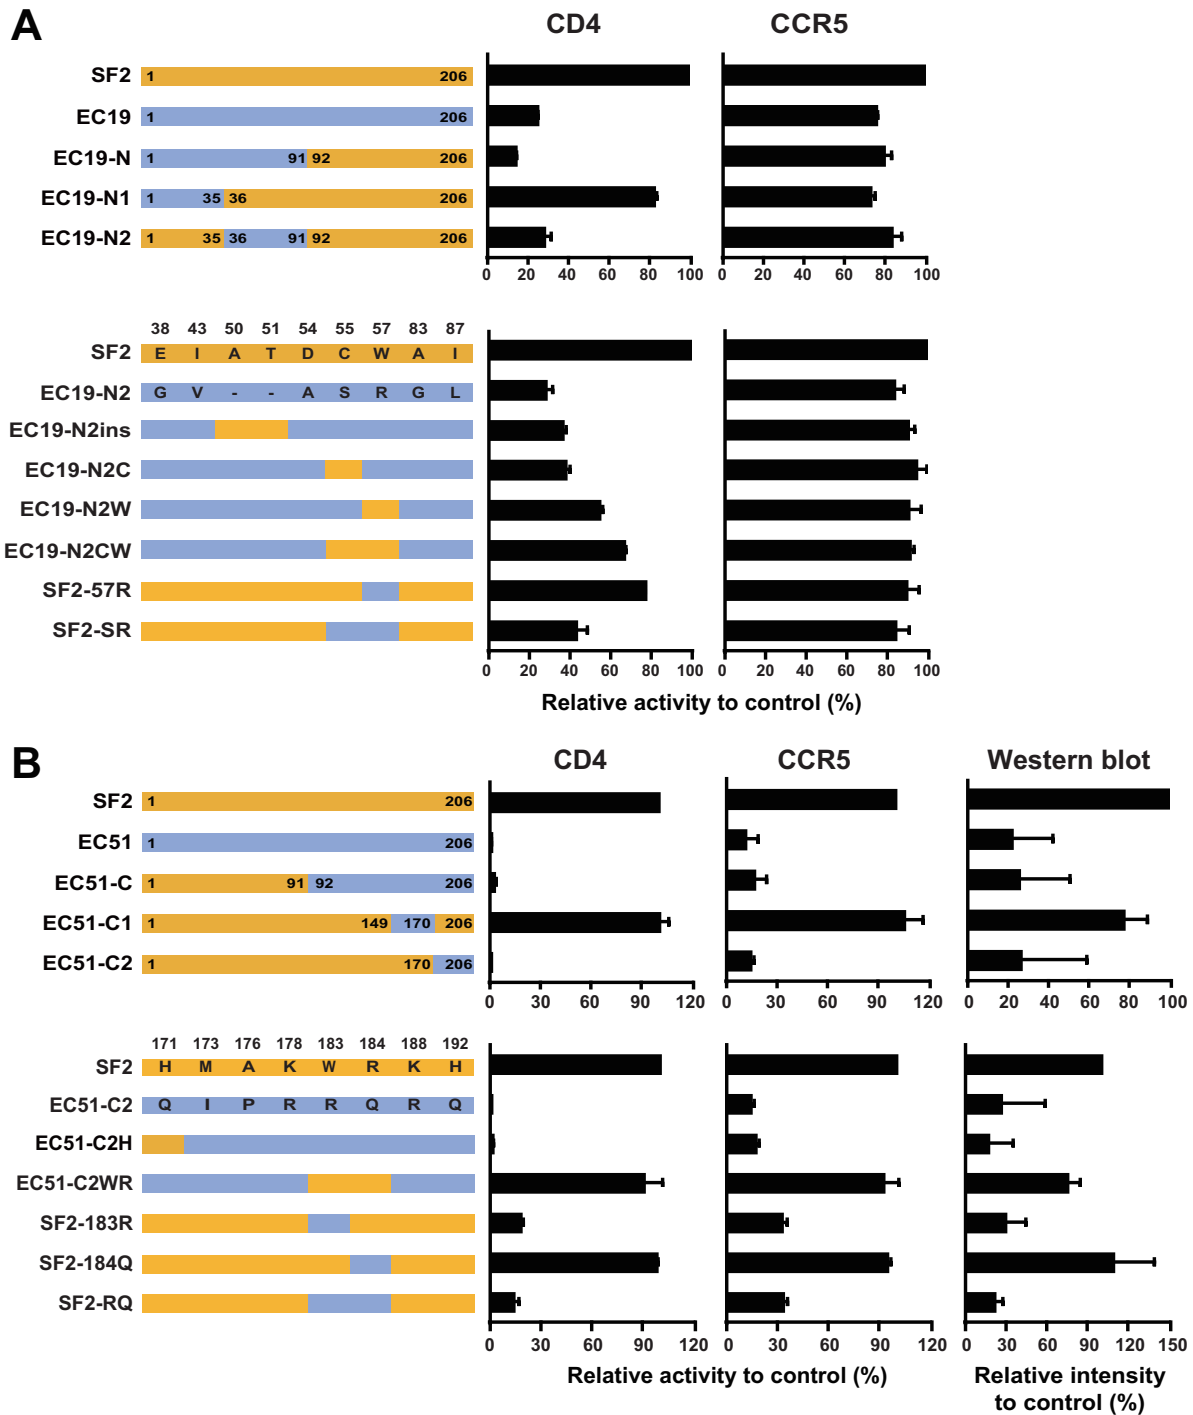 A
CD4 CCR5
SF2 1 206
EC19 1 206
EC19-N 1 91 92 206
EC19-N1 1 35 36 206
EC19-N2 1 35 36 91 92 206
0 20 40 60 80 100 0 20 40 60 80 100
38 43 50 51 54 55 57 83 87
SF2 E I A T D C W A I
EC19-N2 G V - - A S R G L
EC19-N2ins
EC19-N2C
EC19-N2W
EC19-N2CW
SF2-57R
SF2-SR
0 20 40 60 80 100 0 20 40 60 80 100
Relative activity to control (%)
B
CD4 CCR5 Western blot
SF2 1 206
EC51 1 206
EC51-C 1 91 92 206
EC51-C1 1 149 170 206
EC51-C2 1 170 206
0 30 60 90 120 0 30 60 90 120 0 20 40 60 80 100
171 173 176 178 183 184 188 192
SF2 H M A K W R K H
EC51-C2 Q I P R R Q R Q
EC51-C2H
EC51-C2WR
SF2-183R
SF2-184Q
SF2-RQ
0 30 60 90 120 0 30 60 90 120 0 30 60 90 120 150
Relative activity to control (%) Relative intensity
to control (%)